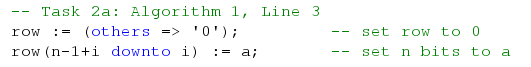 -- Task 2a: Algorithm 1, Line 3
row := (others => '0'); -- set row to 0
row(n-1+i downto i) := a; -- set n bits to a